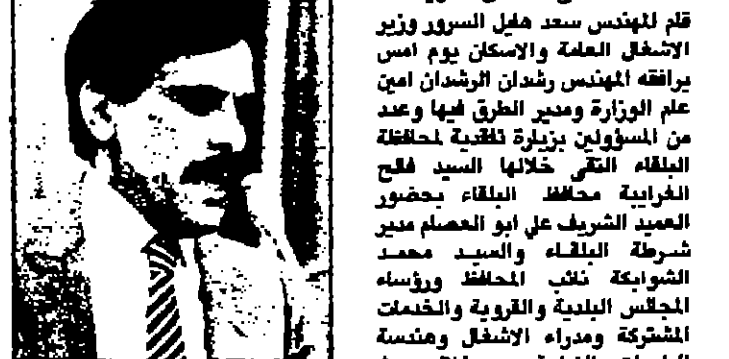 قام المهندس سعد هايل السرور وزير
الاشغال العامة والاسكان يوم امس
يرافقه المهندس رشدان الرشدان امين
عام الوزارة ومدير الطرق فيها وعدد
من المسؤولين بزيارة تفقدية لمحافظة
البلقاء التقى خلالها السيد فالح
الغرايبة محافظ البلقاء بحضور
العميد الشريف علي ابو العصام مدير
شرطة البلقاء والسيد محمد
الشوابكة نائب المحافظ ورؤساء
المجالس البلدية والقروية والخدمات
المشتركة ومدراء الاشغال وهندسة